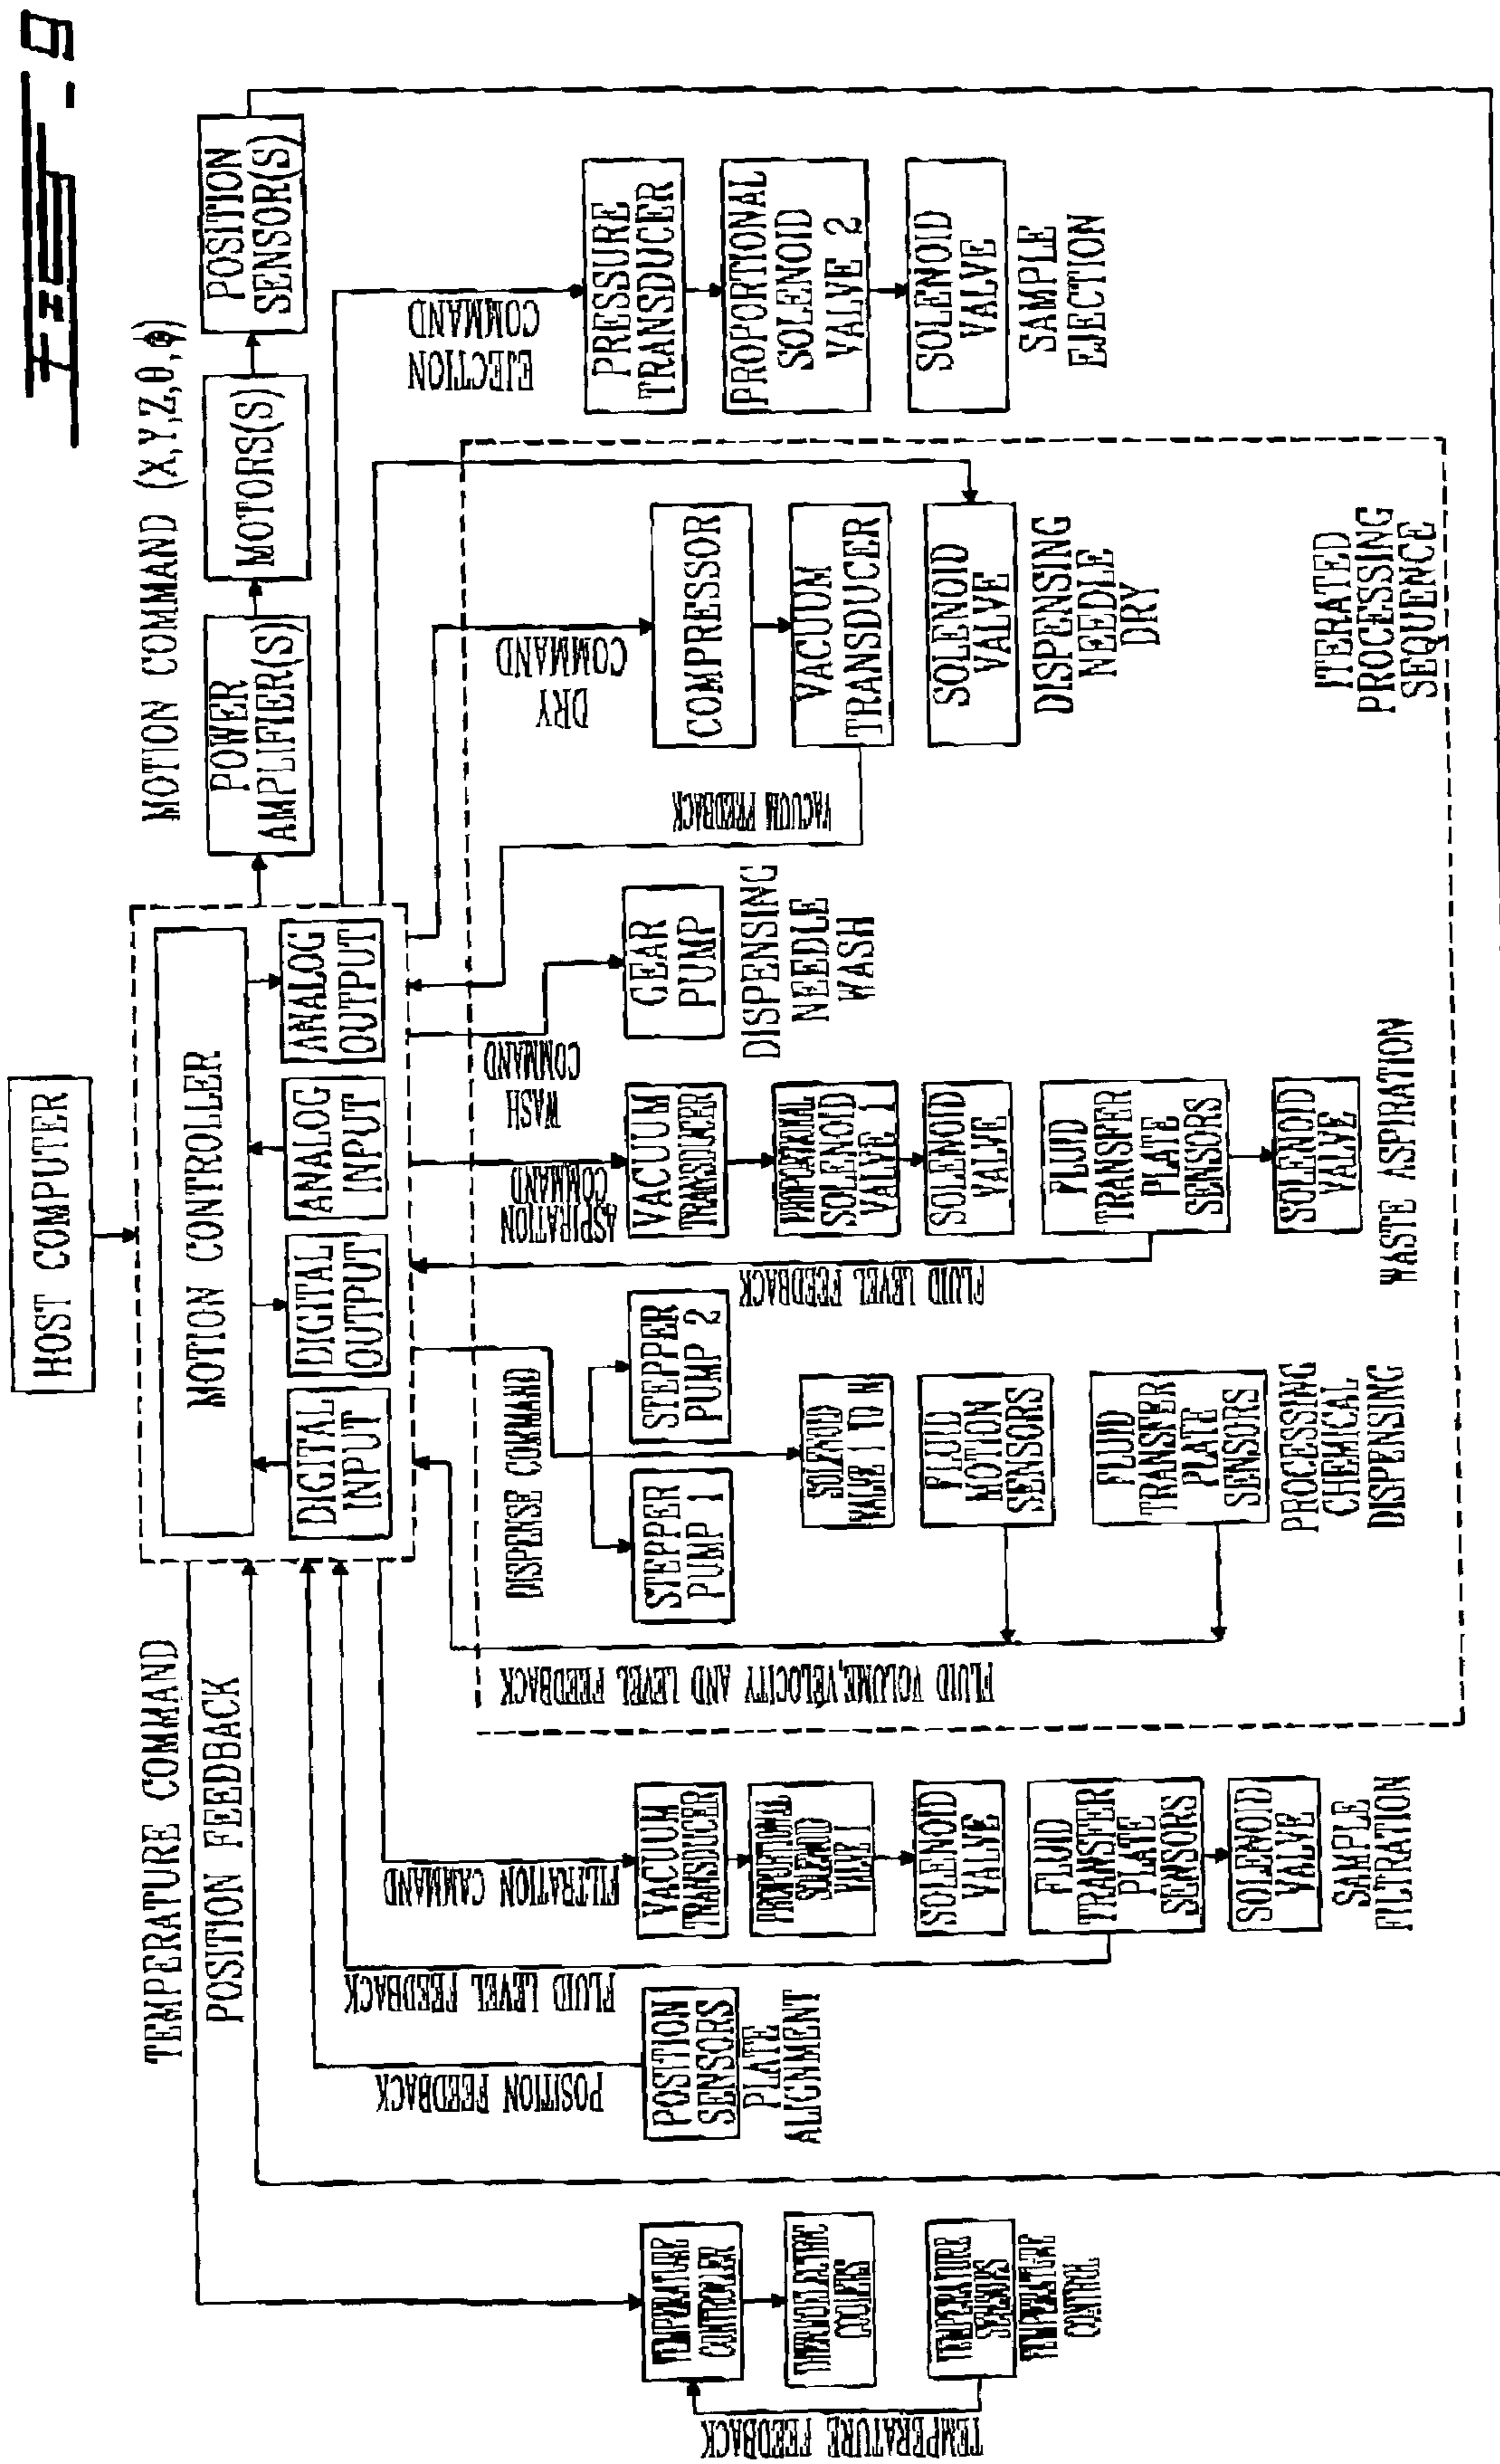 HOST COMPUTER
MOTION CONTROLLER
DIGITAL
INPUT
DIGITAL
OUTPUT
ANALOG
INPUT
ANALOG
OUTPUT
MOTION COMMAND (X,Y,Z,θ,ϕ)
POWER
AMPLIFIER(S)
MOTORS(S)
POSITION
SENSOR(S)
TEMPERATURE COMMAND
POSITION FEEDBACK
TEMPERATURE FEEDBACK
TEMPERATURE
CONTROLLER
THERMOELECTRIC
COOLERS
TEMPERATURE
SENSORS
TEMPERATURE
CONTROL
POSITION FEEDBACK
POSITION
SENSORS
PLATE
ALIGNMENT
FLUID LEVEL FEEDBACK
FILTRATION CAMMAND
VACUUM
TRANSDUCER
PROPORTIONAL
SOLENOID
VALVE 1
SOLENOID
VALVE
FLUID
TRANSFER
PLATE
SENSORS
SOLENOID
VALVE
SAMPLE
FILTRATION
FLUID VOLUME,VELOCITY AND LEVEL FEEDBACK
DISPENSE COMMAND
STEPPER
PUMP 1
STEPPER
PUMP 2
SOLENOID
VALVE 1 TO N
FLUID
MOTION
SENSORS
FLUID
TRANSFER
PLATE
SENSORS
PROCESSING
CHEMICAL
DISPENSING
FLUID LEVEL FEEDBACK
ASPIRATION
COMMAND
VACUUM
TRANSDUCER
PROPORTIONAL
SOLENOID
VALVE 1
SOLENOID
VALVE
FLUID
TRANSFER
PLATE
SENSORS
SOLENOID
VALVE
WASTE ASPIRATION
WASH
COMMAND
GEAR
PUMP
DISPENSING
NEEDLE
WASH
VACUUM FEEDBACK
DRY
COMMAND
COMPRESSOR
VACUUM
TRANSDUCER
SOLENOID
VALVE
DISPENSING
NEEDLE
DRY
ITERATED
PROCESSING
SEQUENCE
EJECTION
COMMAND
PRESSURE
TRANSDUCER
PROPORTIONAL
SOLENOID
VALVE 2
SOLENOID
VALVE
SAMPLE
EJECTION